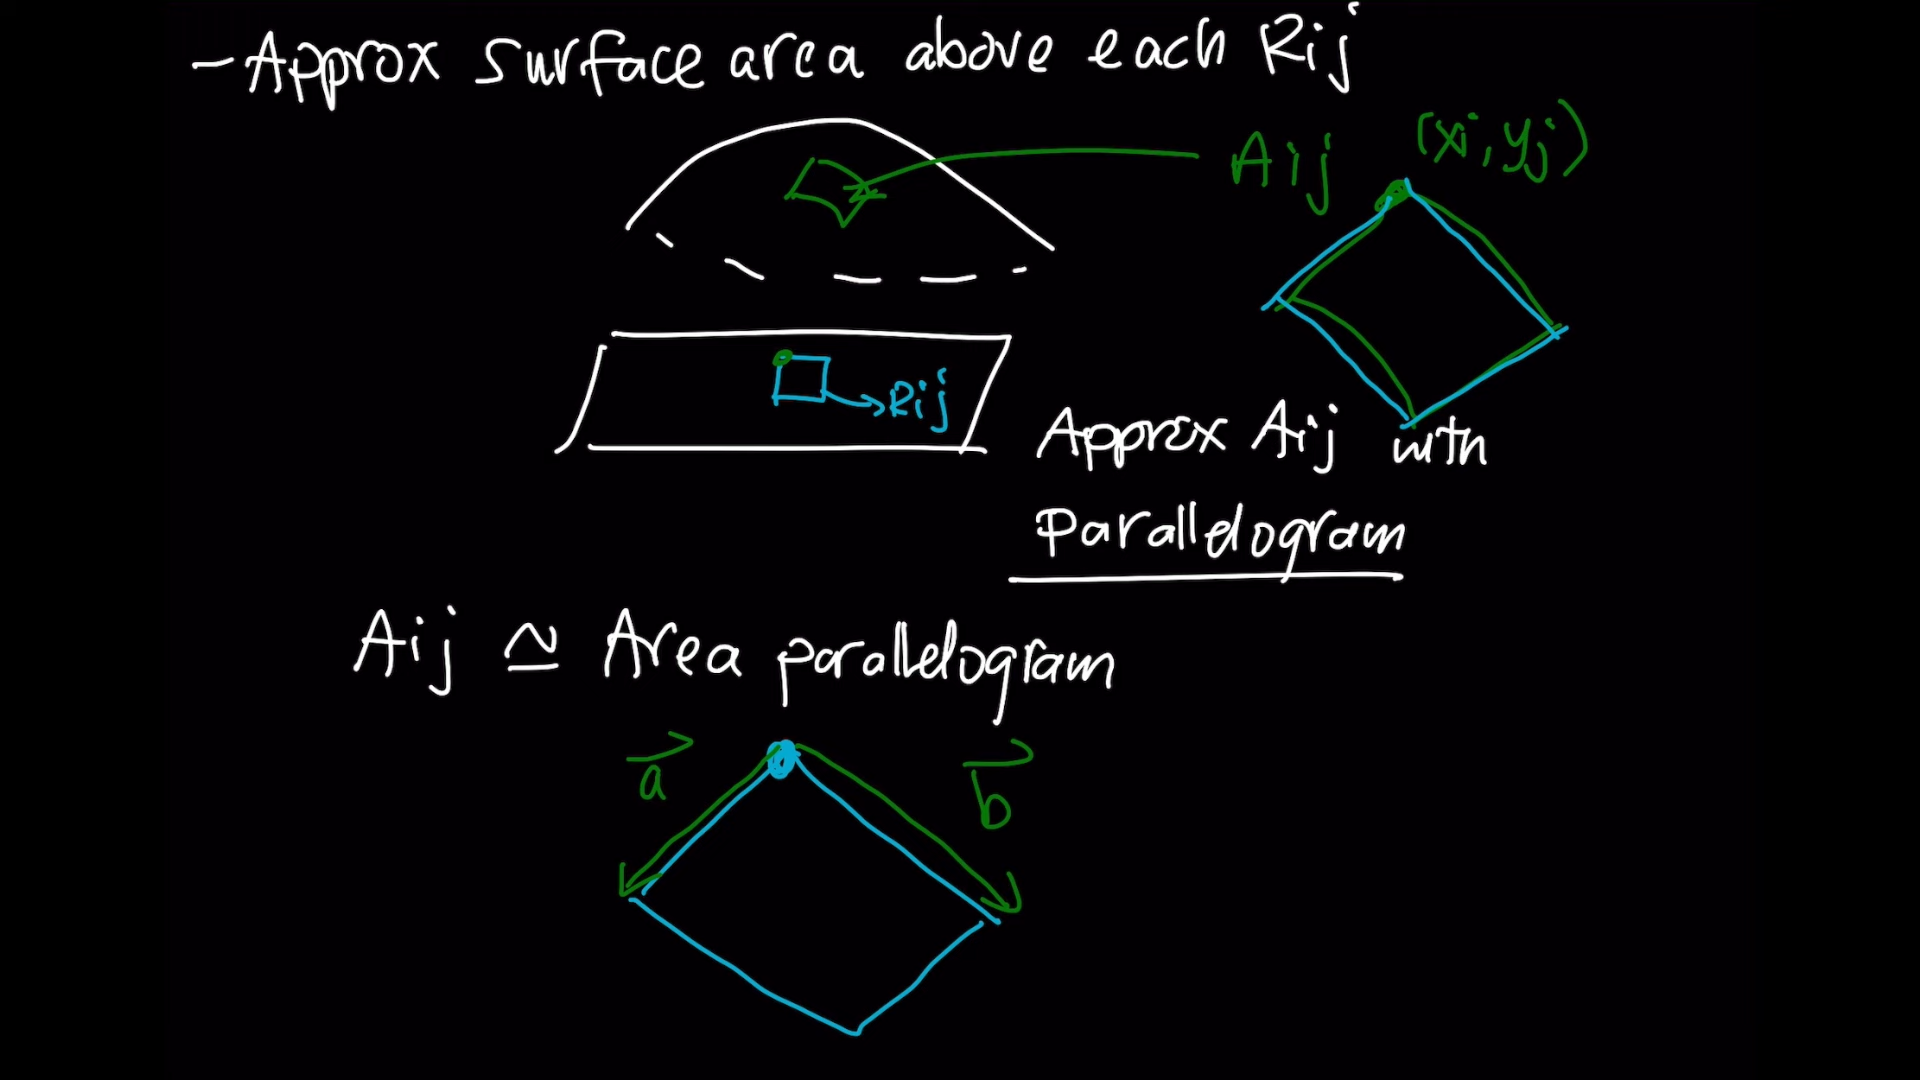 - Approx surface area above each Rij
Aij (xi, yj)
Rij
Approx Aij with
Parallelogram
Aij ≃ Area parallelogram
a⃗ b⃗